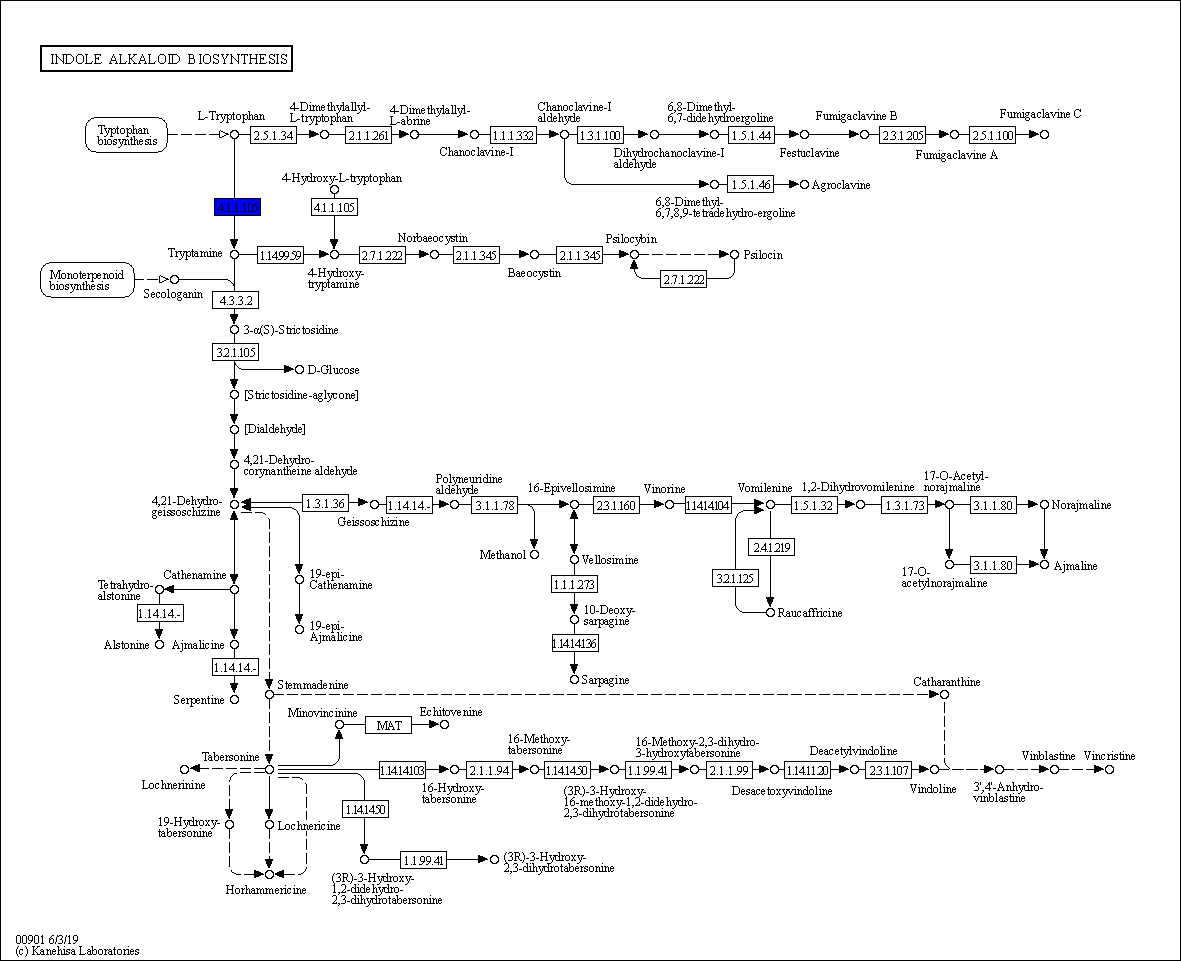 INDOLE ALKALOID BIOSYNTHESIS
L-Tryptophan
4-Dimethylallyl-
L-tryptophan
4-Dimethylallyl-
L-abrine
Chanoclavine-I
aldehyde
6,8-Dimethyl-
6,7-didehydroergoline
Fumigaclavine B
Fumigaclavine C
Typtophan
biosynthesis
2.5.1.34
2.1.1.261
1.1.1.332
1.3.1.100
1.5.1.44
2.3.1.205
2.5.1.100
Chanoclavine-I
Dihydrochanoclavine-I
aldehyde
Festuclavine
Fumigaclavine A
4-Hydroxy-L-tryptophan
1.5.1.46
Agroclavine
4.1.1.105
4.1.1.105
6,8-Dimethyl-
6,7,8,9-tetradehydro-ergoline
Tryptamine
1.14.99.59
2.7.1.222
Norbaeocystin
2.1.1.345
2.1.1.345
Psilocybin
Psilocin
4-Hydroxy-
tryptamine
Baeocystin
2.7.1.222
Monoterpenoid
biosynthesis
Secologanin
4.3.3.2
3-α(S)-Strictosidine
3.2.1.105
D-Glucose
[Strictosidine-aglycone]
[Dialdehyde]
4,21-Dehydro-
corynantheine aldehyde
4,21-Dehydro-
geissoschizine
1.3.1.36
Geissoschizine
1.14.14.-
Polyneuridine
aldehyde
3.1.1.78
16-Epivellosimine
2.3.1.160
Vinorine
1.14.14.104
Vomilenine
1.5.1.32
1,2-Dihydrovomilenine
1.3.1.73
17-O-Acetyl-
norajmaline
3.1.1.80
Norajmaline
Methanol
Vellosimine
2.4.1.219
3.2.1.125
17-O-
acetylnorajmaline
3.1.1.80
Ajmaline
Cathenamine
19-epi-
Cathenamine
Tetrahydro-
alstonine
1.14.14.-
1.1.1.273
10-Deoxy-
sarpagine
Raucaffricine
19-epi-
Ajmalicine
Alstonine
Ajmalicine
1.14.14.136
1.14.14.-
Sarpagine
Serpentine
Stemmadenine
Catharanthine
Minovincinine
MAT
Echitovenine
Tabersonine
16-Methoxy-
tabersonine
16-Methoxy-2,3-dihydro-
3-hydroxytabersonine
Deacetylvindoline
Vinblastine
Vincristine
Lochnerinine
1.14.14.103
2.1.1.94
1.14.14.50
1.1.99.41
2.1.1.99
1.14.11.20
2.3.1.107
16-Hydroxy-
tabersonine
(3R)-3-Hydroxy-
16-methoxy-1,2-didehydro-
2,3-dihydrotabersonine
Desacetoxyvindoline
Vindoline
3',4'-Anhydro-
vinblastine
1.14.14.50
19-Hydroxy-
tabersonine
Lochnericine
1.1.99.41
(3R)-3-Hydroxy-
2,3-dihydrotabersonine
Horhammericine
(3R)-3-Hydroxy-
1,2-didehydro-
2,3-dihydrotabersonine
00901 6/3/19
(c) Kanehisa Laboratories